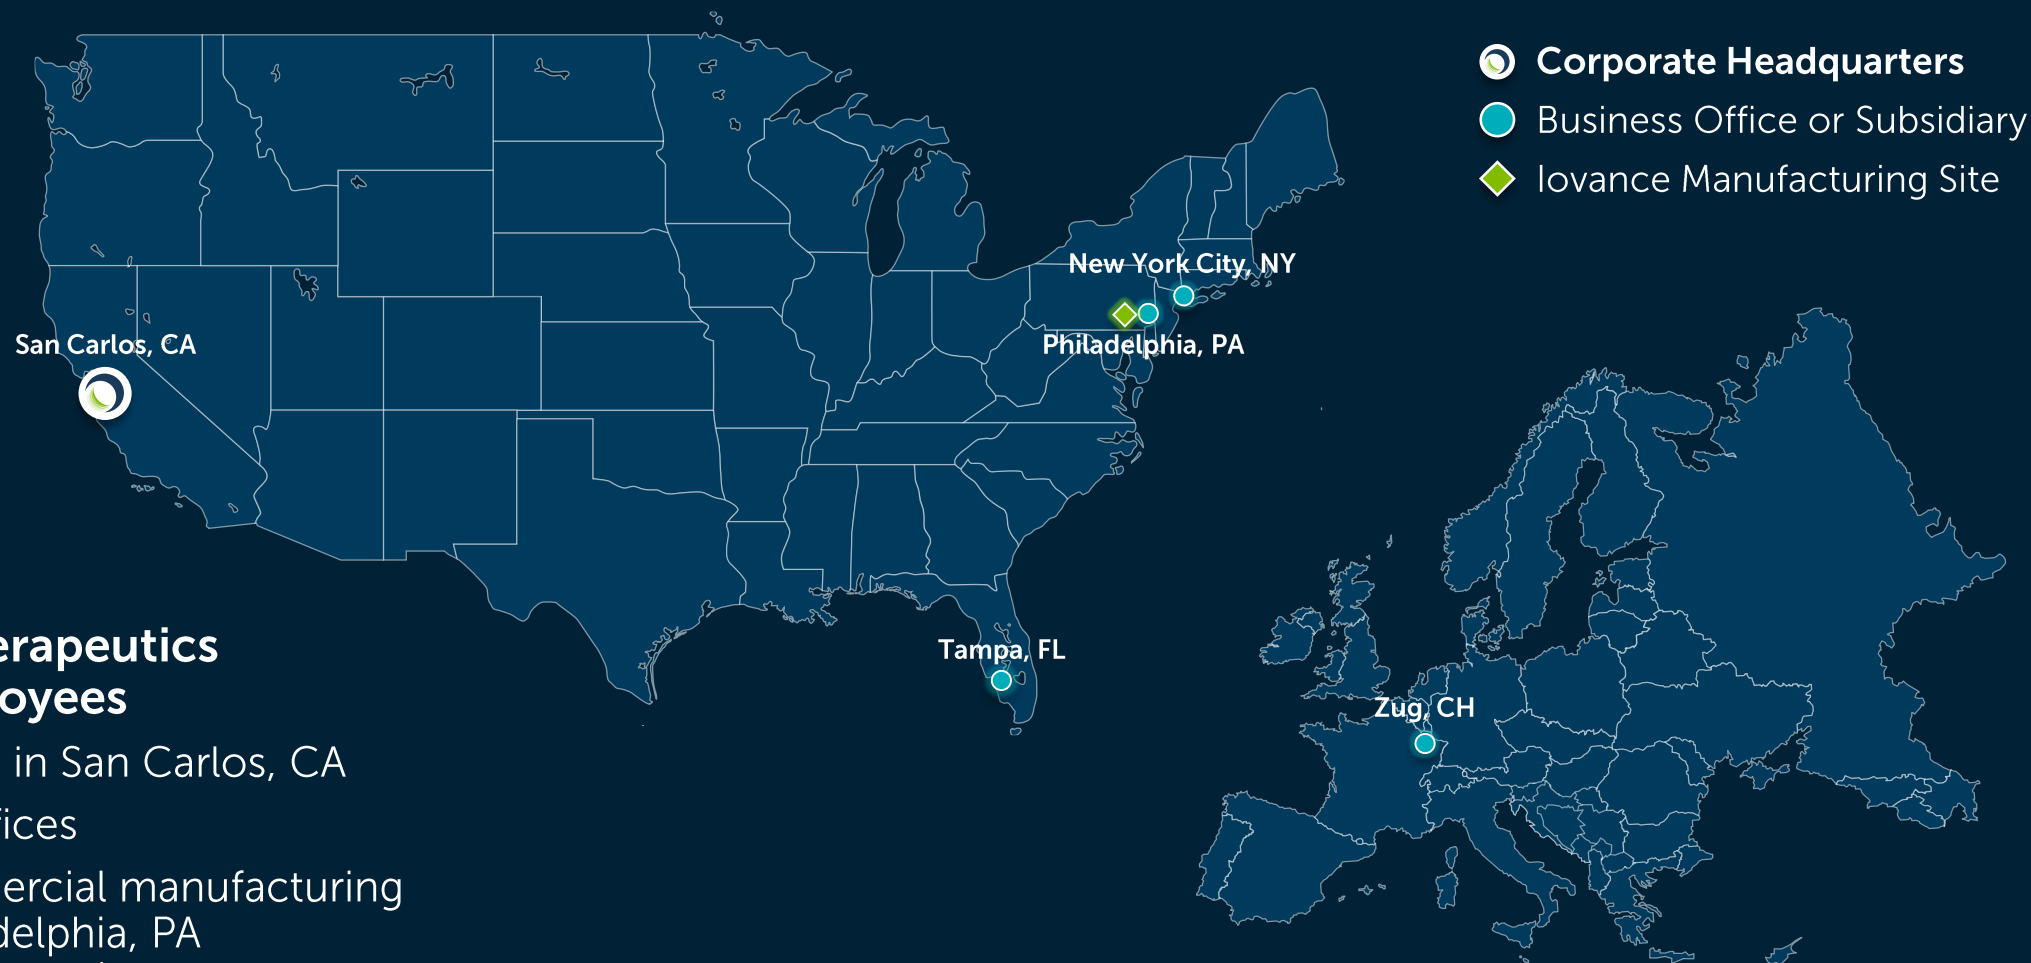 Corporate Headquarters
Business Office or Subsidiary
Iovance Manufacturing Site
New York City, NY
San Carlos, CA
Philadelphia, PA
Tampa, FL
Zug, CH
erapeutics
oyees
in San Carlos, CA
fices
ercial manufacturing
delphia, PA